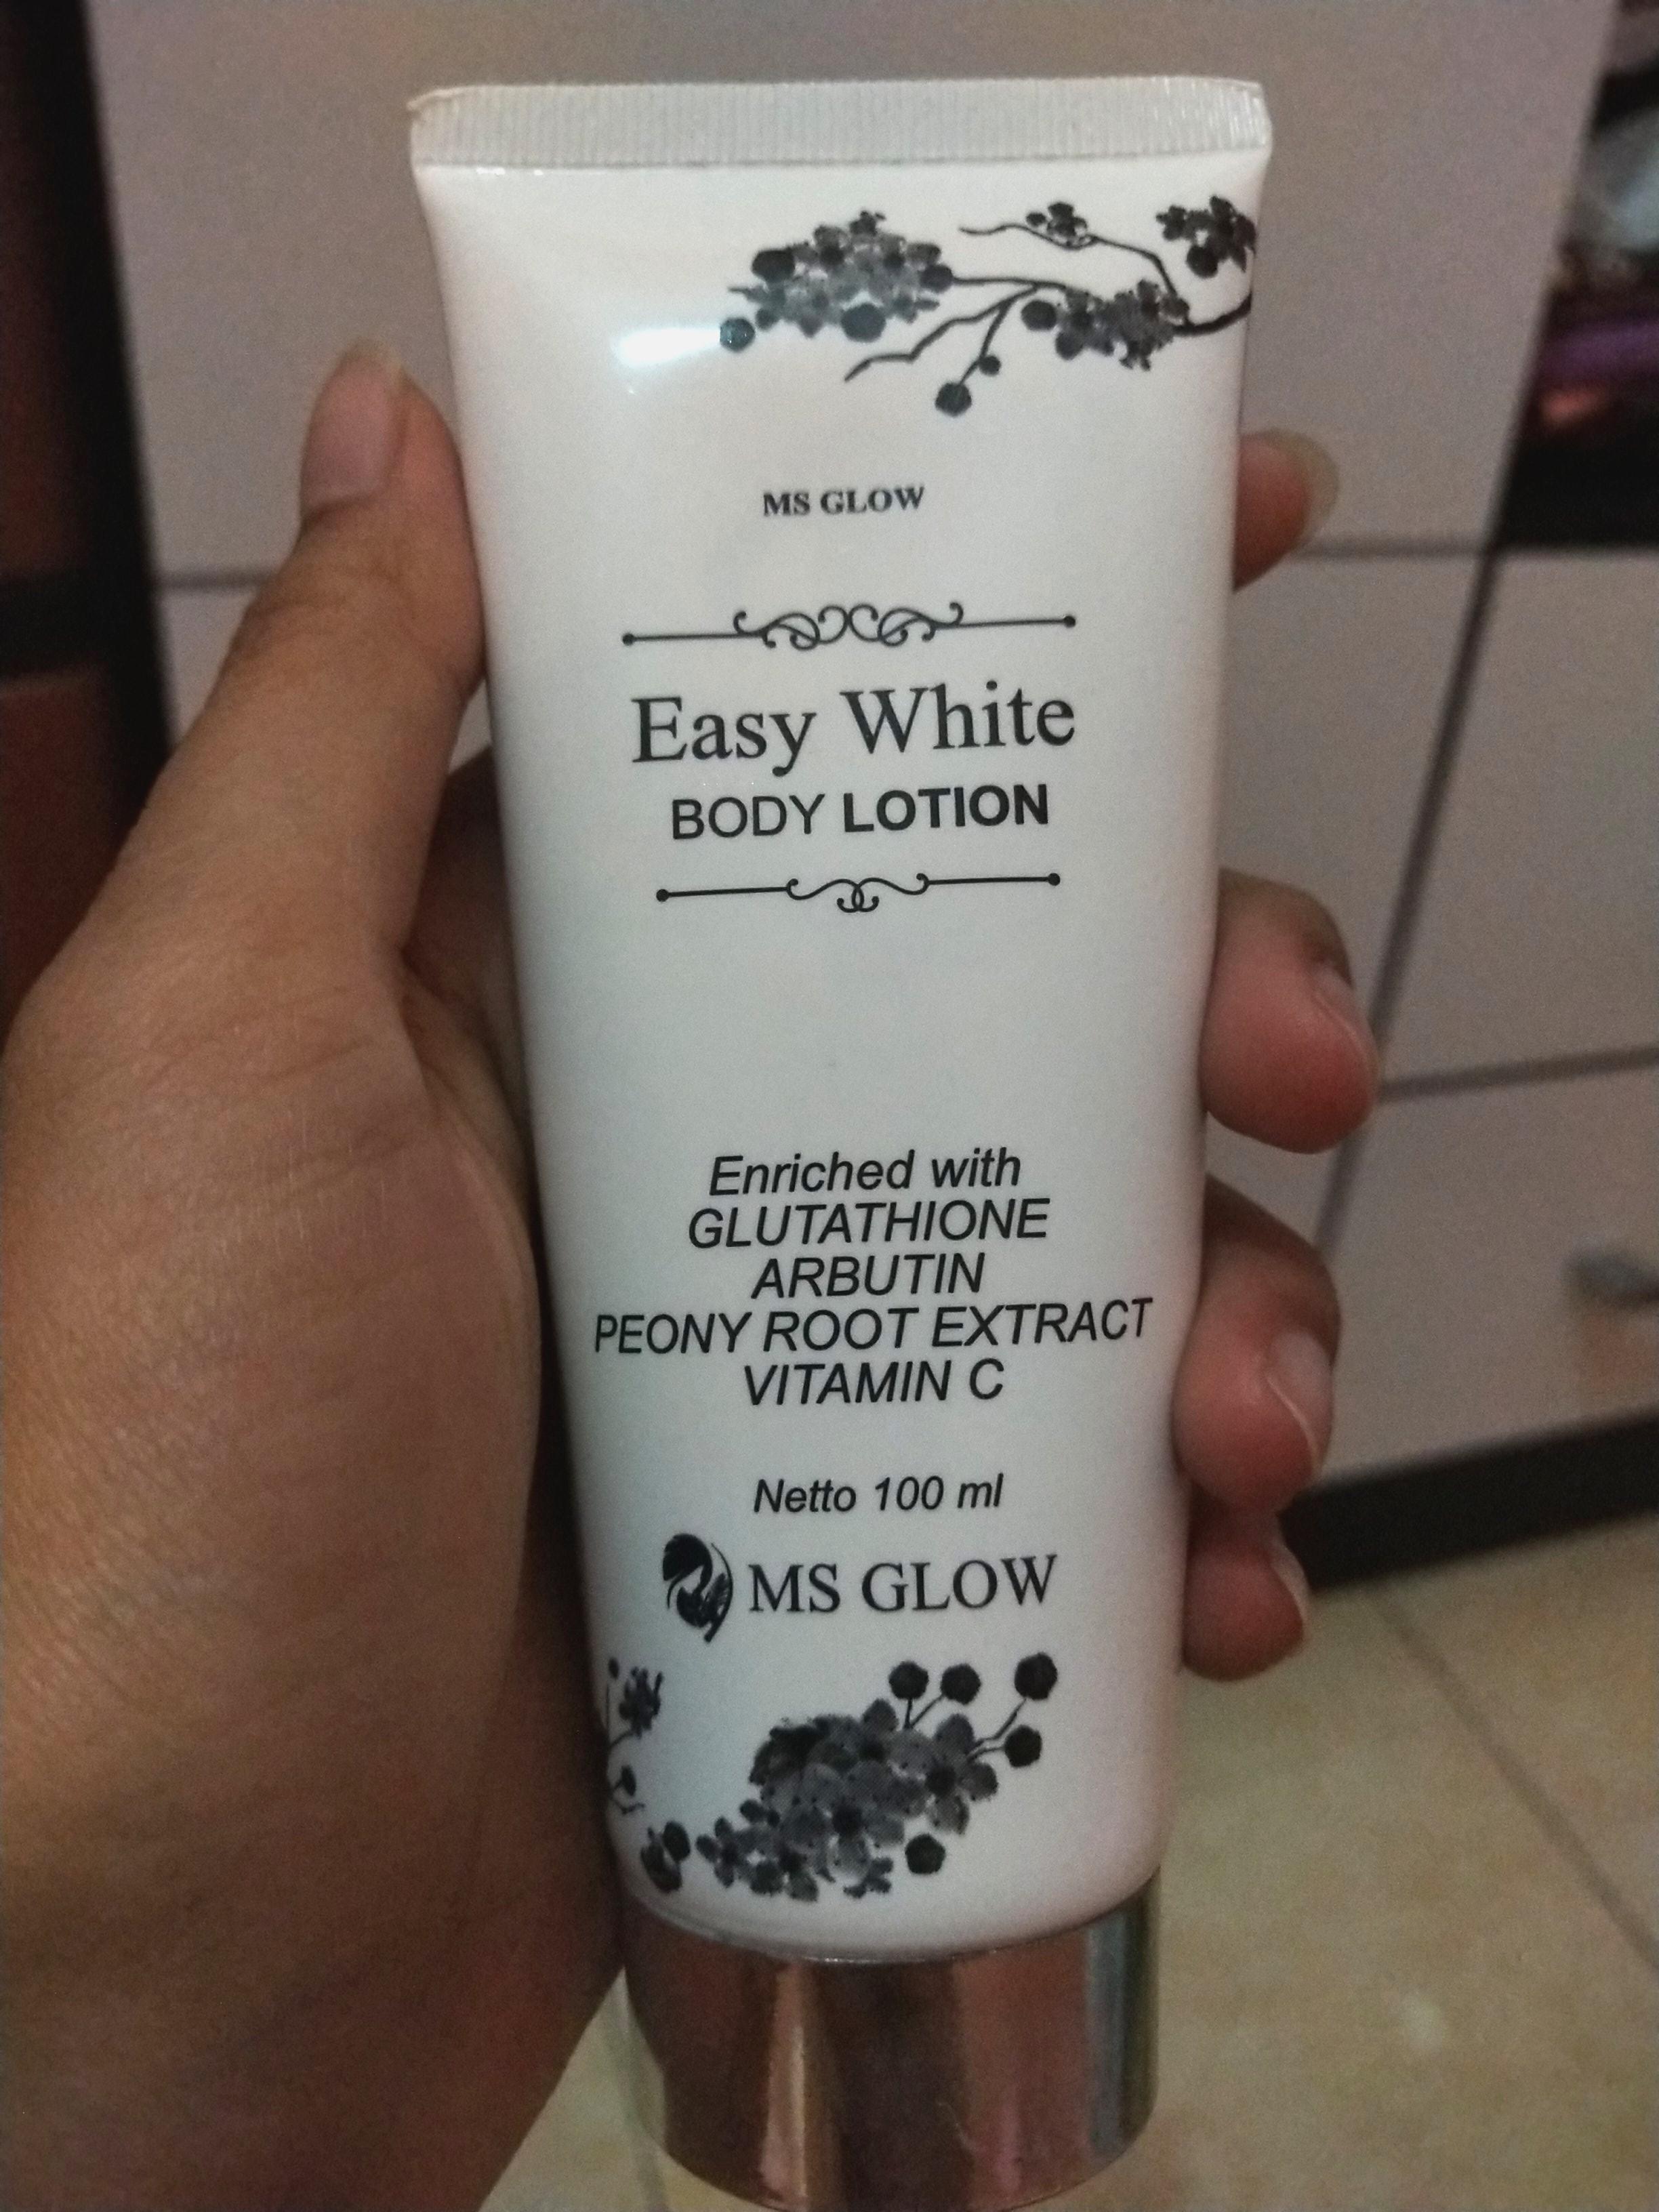 MS GLOW
Easy White
BODY LOTION
Enriched with
GLUTATHIONE
ARBUTIN
PEONY ROOT EXTRACT
VITAMIN C
Netto 100 ml
MS GLOW